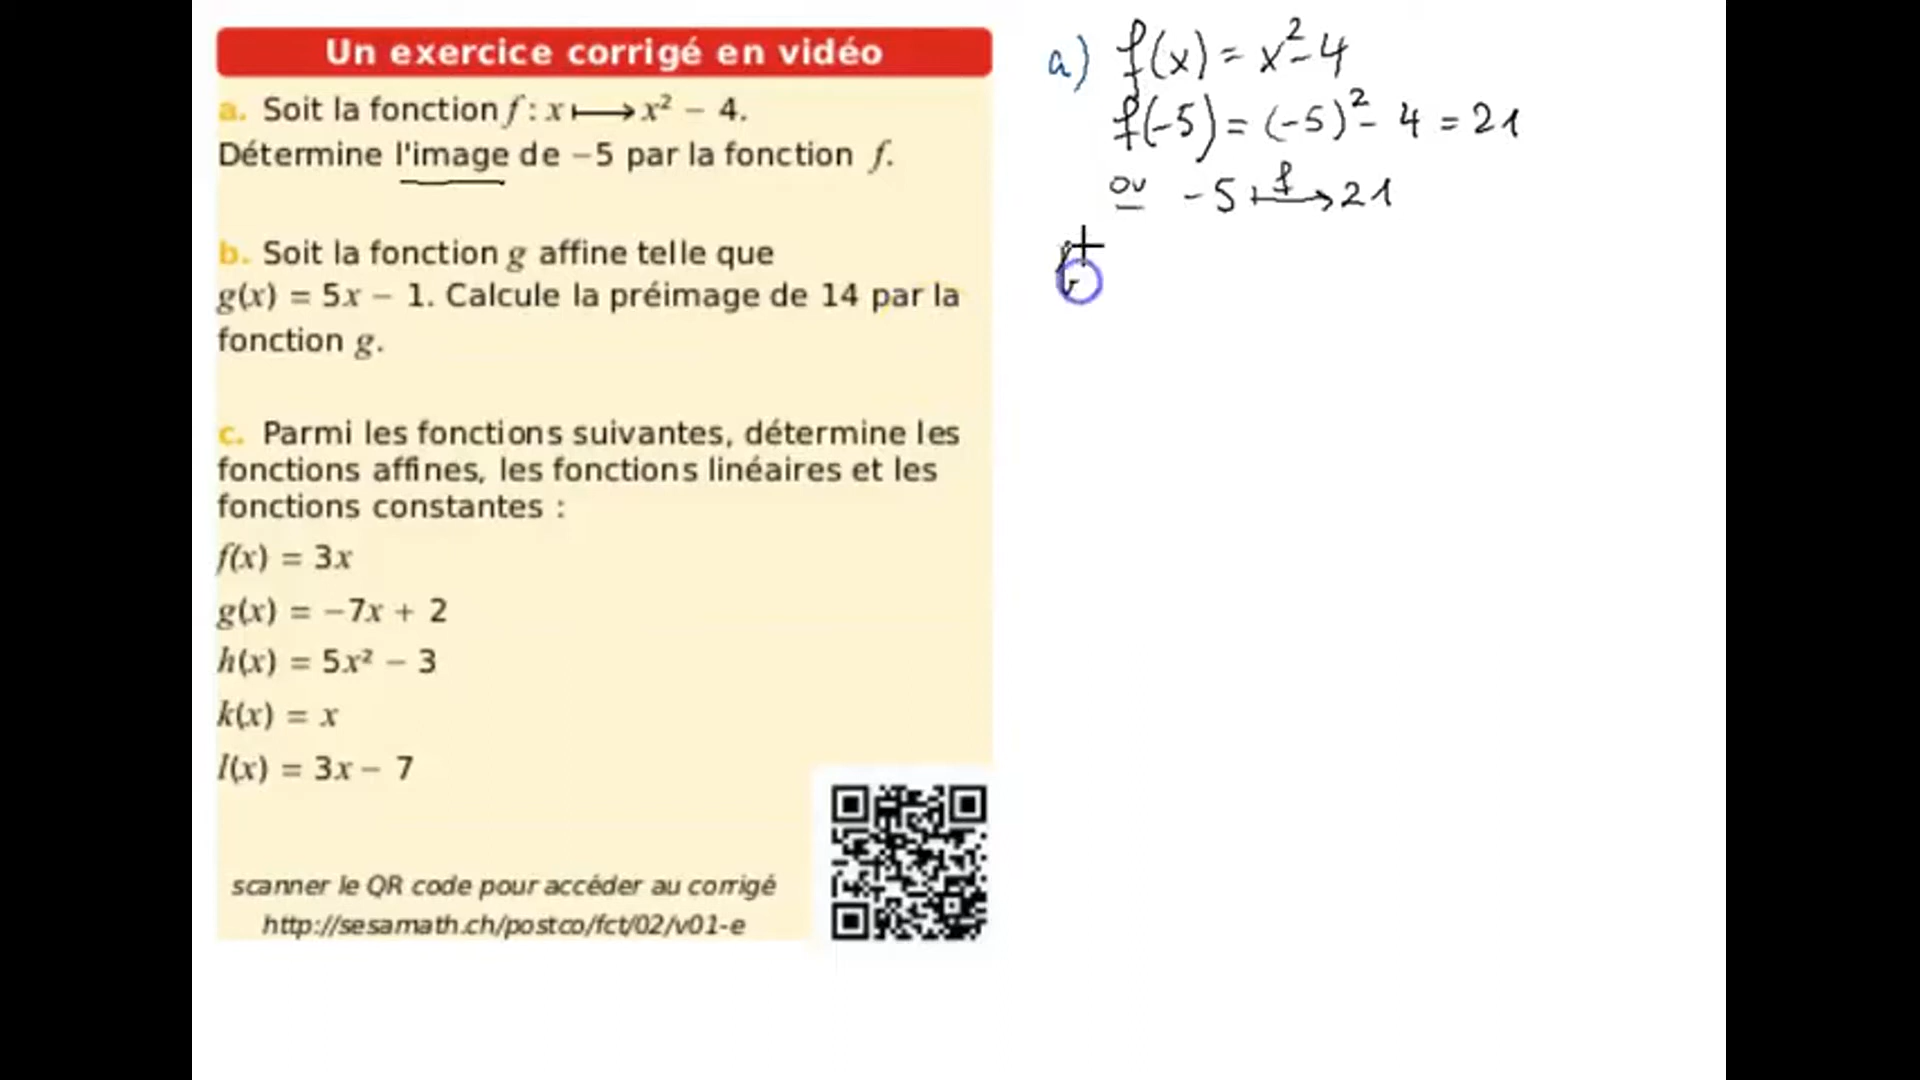 Un exercice corrigé en vidéo
a. Soit la fonction f : x ⟼ x² − 4.
Détermine l'image de −5 par la fonction f.
b. Soit la fonction g affine telle que
g(x) = 5x − 1. Calcule la préimage de 14 par la
fonction g.
c. Parmi les fonctions suivantes, détermine les
fonctions affines, les fonctions linéaires et les
fonctions constantes :
f(x) = 3x
g(x) = −7x + 2
h(x) = 5x² − 3
k(x) = x
l(x) = 3x − 7
scanner le QR code pour accéder au corrigé
http://sesamath.ch/postco/fct/02/v01-e
a) f(x) = x² - 4
f(-5) = (-5)² - 4 = 21
ou -5 ⟼ f 21